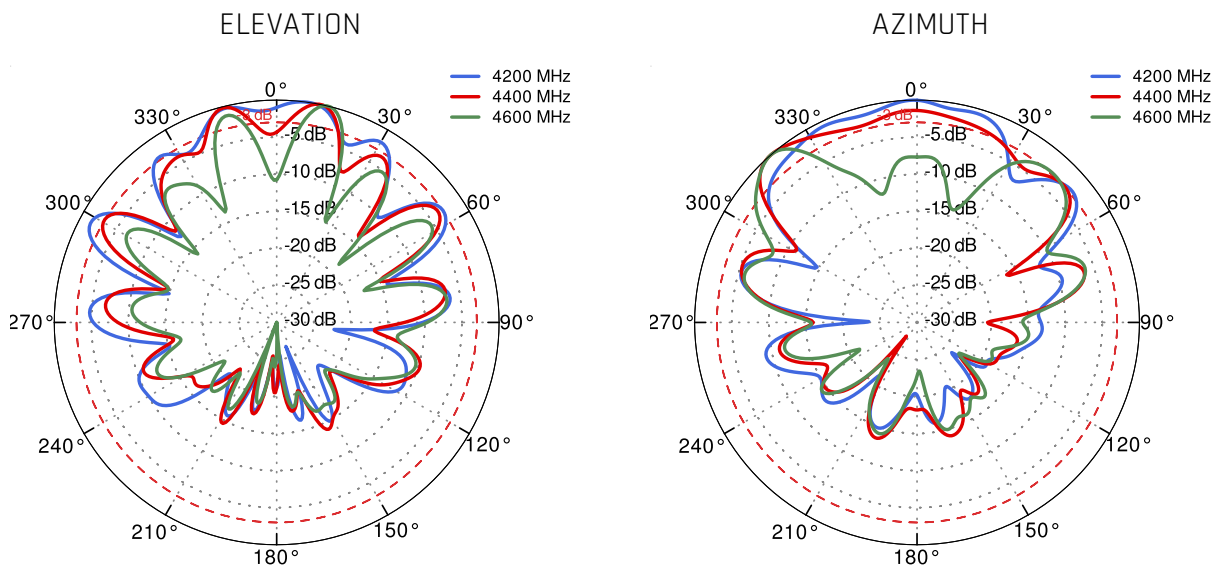 ELEVATION
4200 MHz
4400 MHz
4600 MHz
0°
30°
60°
90°
120°
150°
180°
210°
240°
270°
300°
330°
-3 dB
-5 dB
-10 dB
-15 dB
-20 dB
-25 dB
-30 dB
AZIMUTH
4200 MHz
4400 MHz
4600 MHz
0°
30°
60°
90°
120°
150°
180°
210°
240°
270°
300°
330°
-3 dB
-5 dB
-10 dB
-15 dB
-20 dB
-25 dB
-30 dB